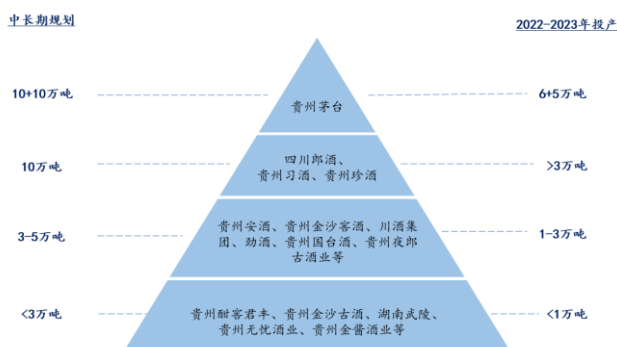 中长期规划
2022-2023年投产
10+10万吨
贵州茅台
6+5万吨
10万吨
四川郎酒、
贵州习酒、贵州珍酒
>3万吨
3-5万吨
贵州安酒、贵州金沙窖酒、川酒集
团、劲酒、贵州国台酒、贵州夜郎
古酒业等
1-3万吨
<3万吨
贵州酣客君丰、贵州金沙古酒、湖南武陵、
贵州无忧酒业、贵州金酱酒业等
<1万吨